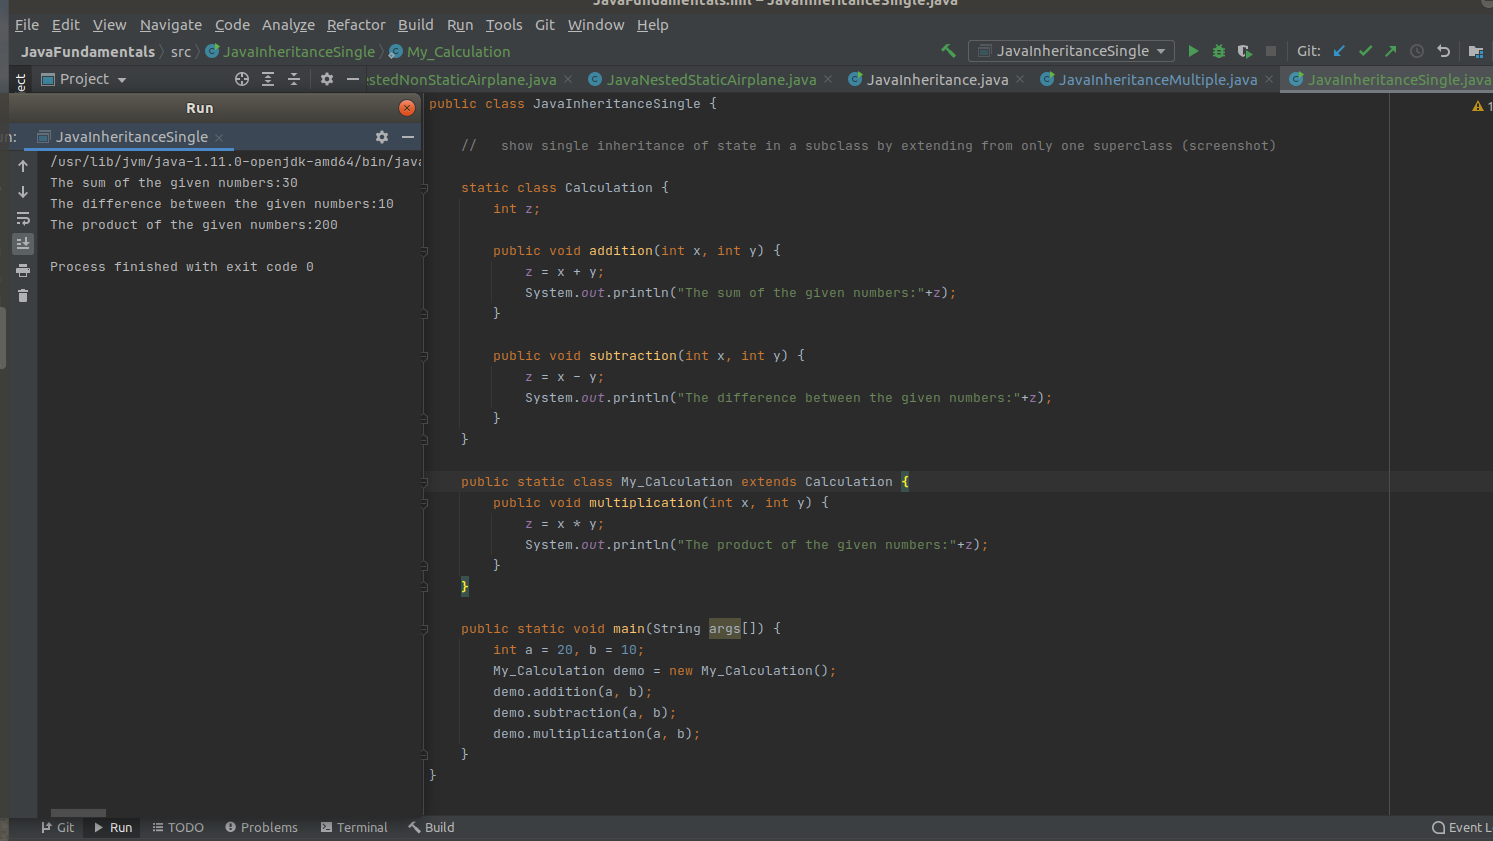 JavaFundamentals.iml – JavaInheritanceSingle.java
File Edit View Navigate Code Analyze Refactor Build Run Tools Git Window Help
JavaFundamentals src JavaInheritanceSingle My_Calculation
JavaInheritanceSingle Git:
Project estedNonStaticAirplane.java JavaNestedStaticAirplane.java JavaInheritance.java JavaInheritanceMultiple.java JavaInheritanceSingle.java
Run
JavaInheritanceSingle
/usr/lib/jvm/java-1.11.0-openjdk-amd64/bin/java
The sum of the given numbers:30
The difference between the given numbers:10
The product of the given numbers:200
Process finished with exit code 0
public class JavaInheritanceSingle {
//   show single inheritance of state in a subclass by extending from only one superclass (screenshot)
static class Calculation {
int z;
public void addition(int x, int y) {
z = x + y;
System.out.println("The sum of the given numbers:"+z);
}
public void subtraction(int x, int y) {
z = x - y;
System.out.println("The difference between the given numbers:"+z);
}
}
public static class My_Calculation extends Calculation {
public void multiplication(int x, int y) {
z = x * y;
System.out.println("The product of the given numbers:"+z);
}
}
public static void main(String args[]) {
int a = 20, b = 10;
My_Calculation demo = new My_Calculation();
demo.addition(a, b);
demo.subtraction(a, b);
demo.multiplication(a, b);
}
}
1
Git Run TODO Problems Terminal Build Event L